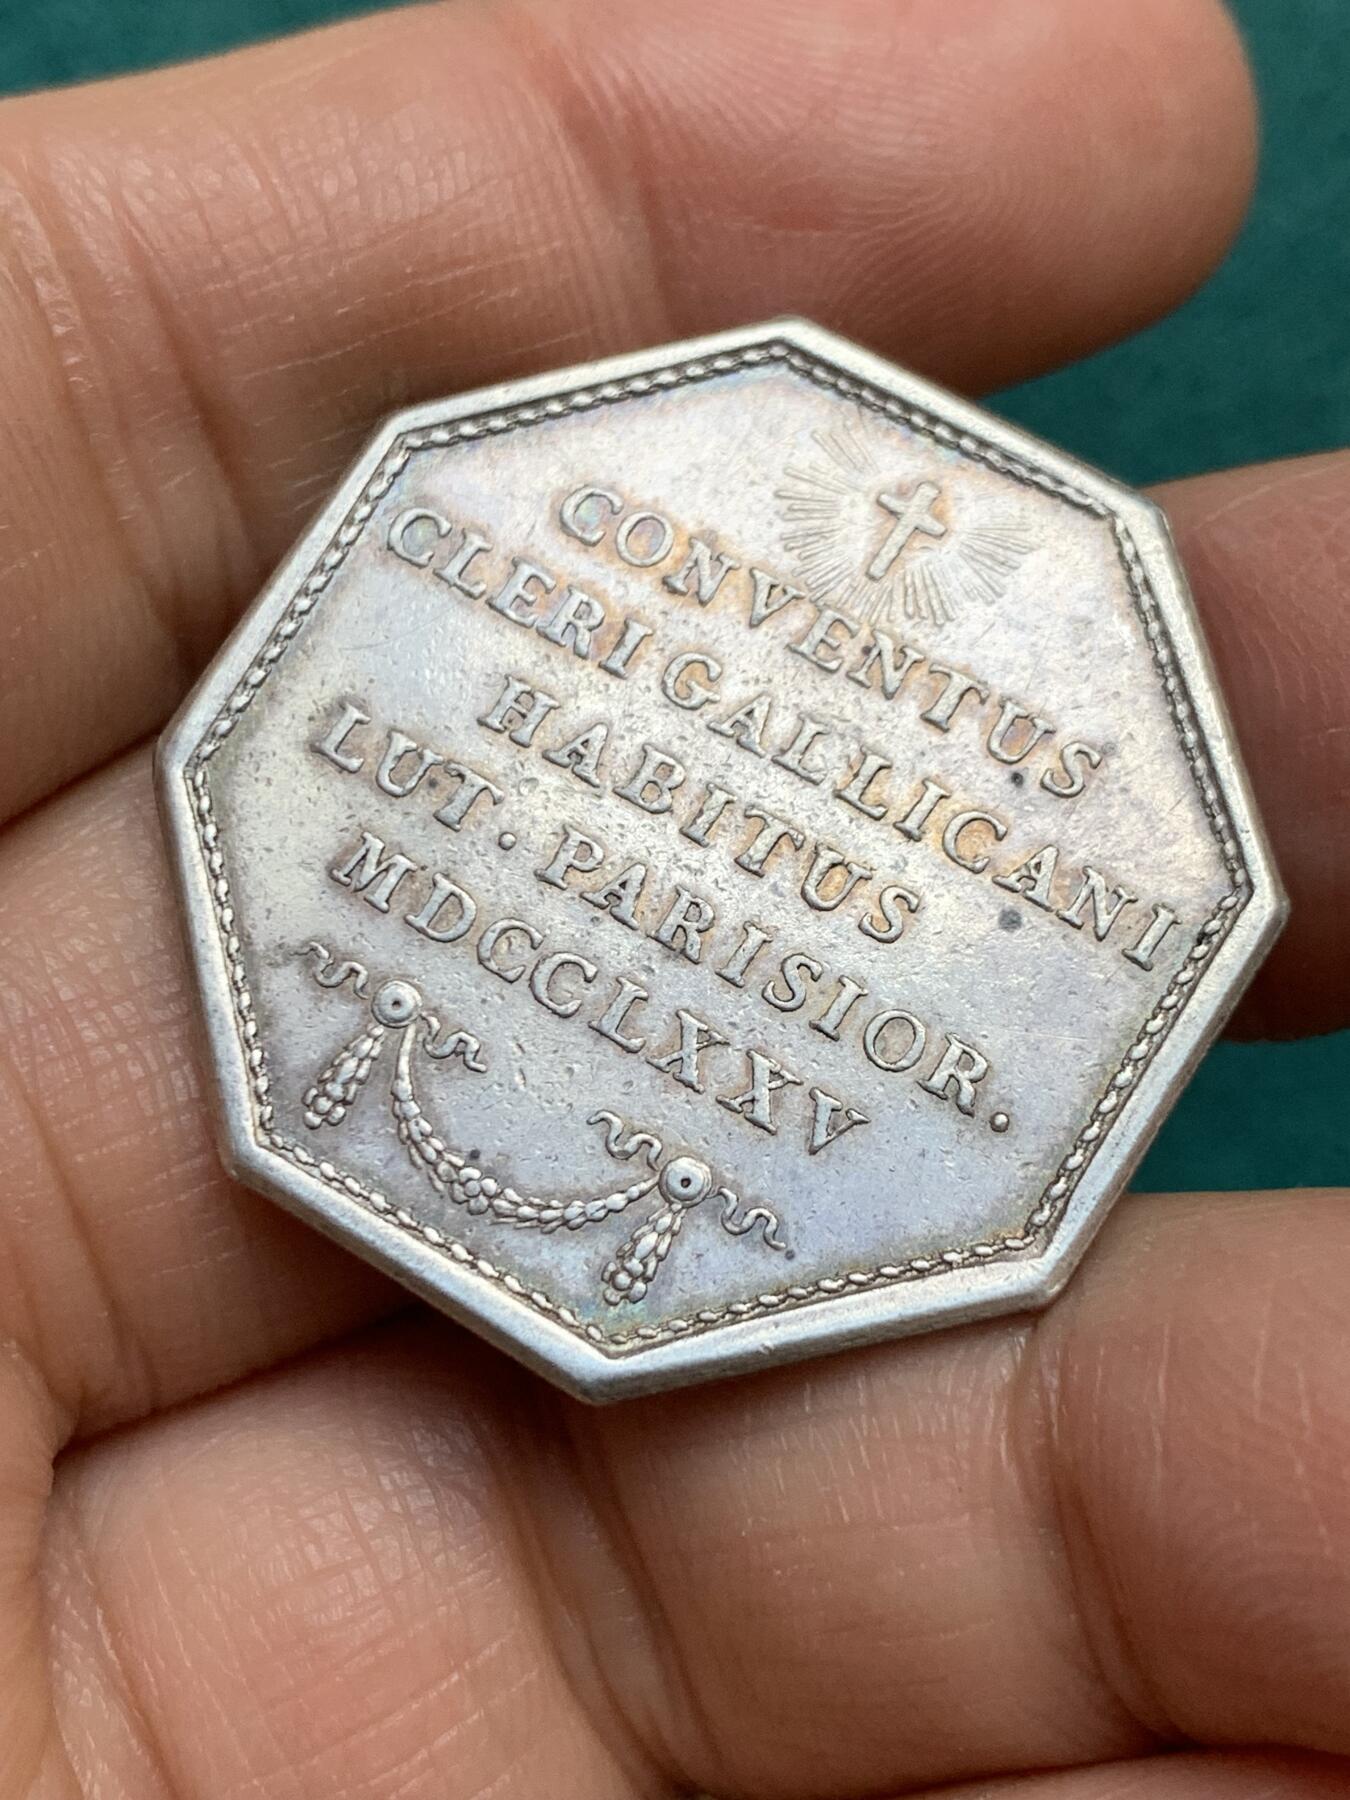 CONVENTUS
CLERI GALLICANI
HABITUS
LUT. PARISIOR.
MDCCLXXV